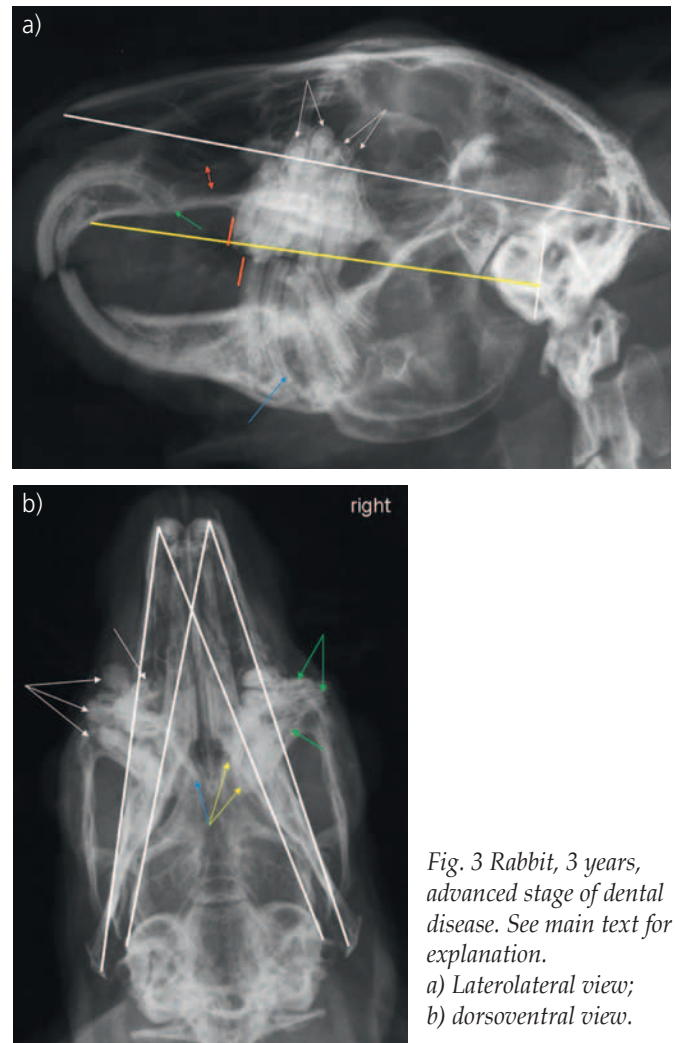 a)
b)
right
Fig. 3 Rabbit, 3 years,
advanced stage of dental
disease. See main text for
explanation.
a) Laterolateral view;
b) dorsoventral view.